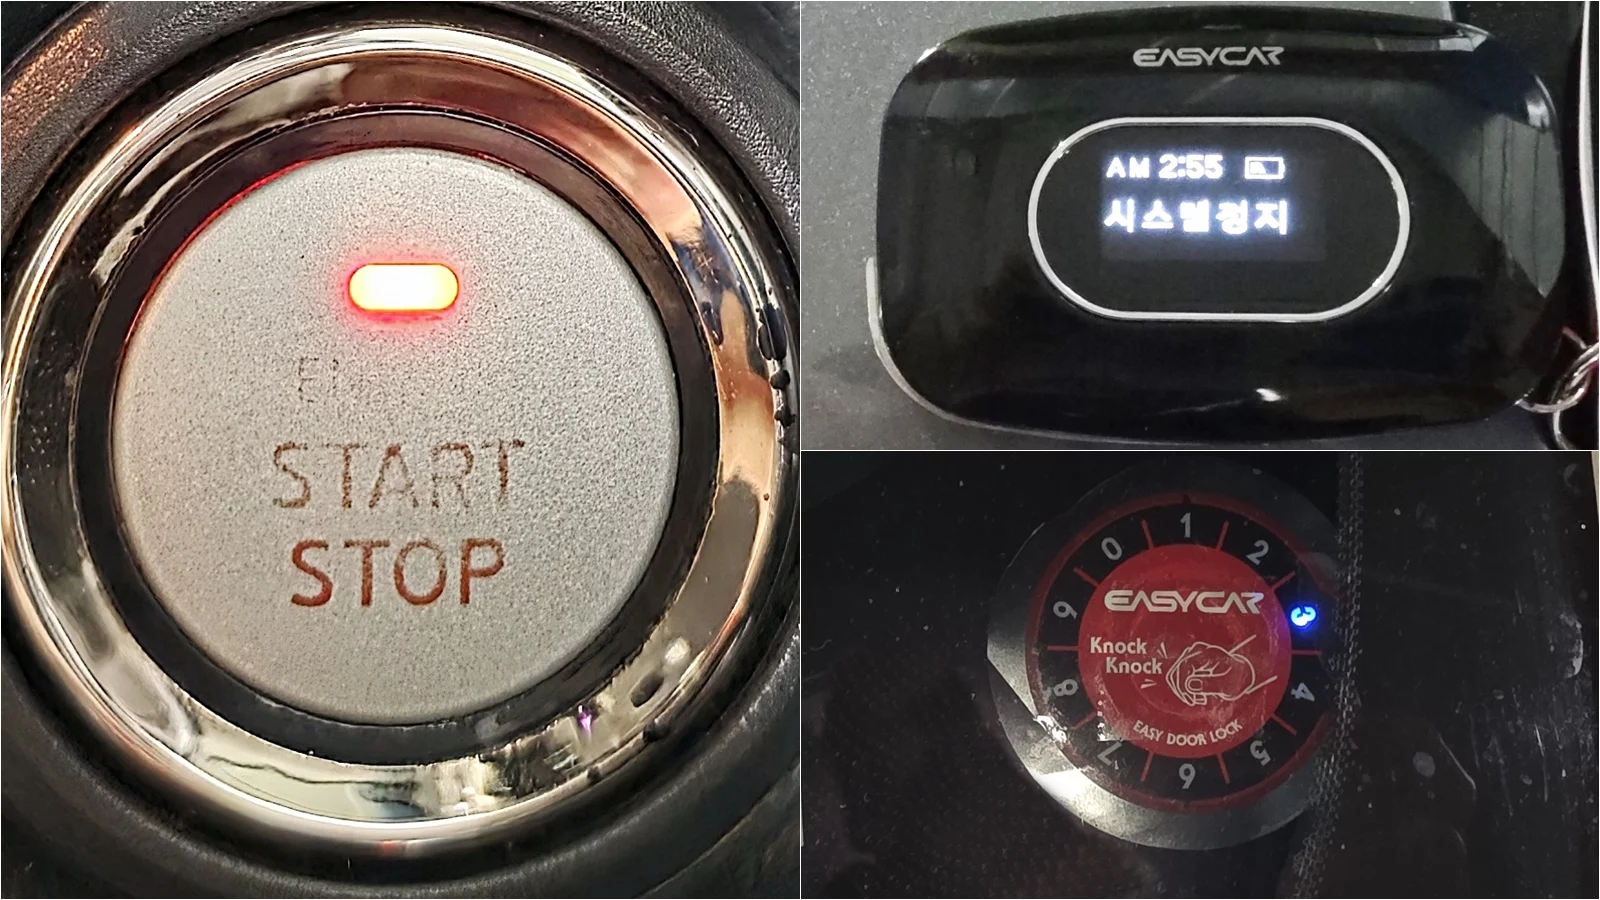 START
STOP
EASYCAR
AM 2:55
시스템정지
0
1
2
3
4
5
6
7
8
9
EASYCAR
Knock
Knock
EASY DOOR LOCK